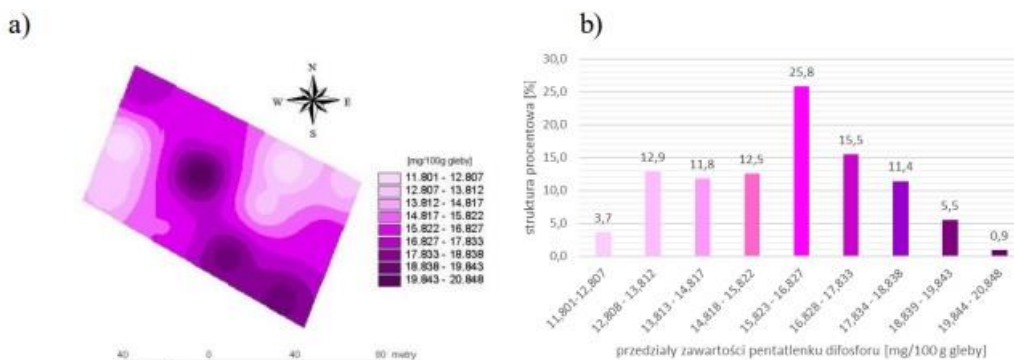 a)
N
W E
S
[mg/100g gleby]
11.801 - 12.807
12.807 - 13.812
13.812 - 14.817
14.817 - 15.822
15.822 - 16.827
16.827 - 17.833
17.833 - 18.838
18.838 - 19.843
19.843 - 20.848
40 0 40 80 metry
b)
struktura procentowa [%]
30,0
25,0
20,0
15,0
10,0
5,0
0,0
3,7
12,9
11,8
12,5
25,8
15,5
11,4
5,5
0,9
11,801-12,807
12,808 - 13,812
13,813 - 14,817
14,818 - 15,822
15,823 - 16,827
16,828 - 17,833
17,834 - 18,838
18,839 - 19,843
19,844 - 20,848
przedziały zawartości pentatlenku difosforu [mg/100 g gleby]